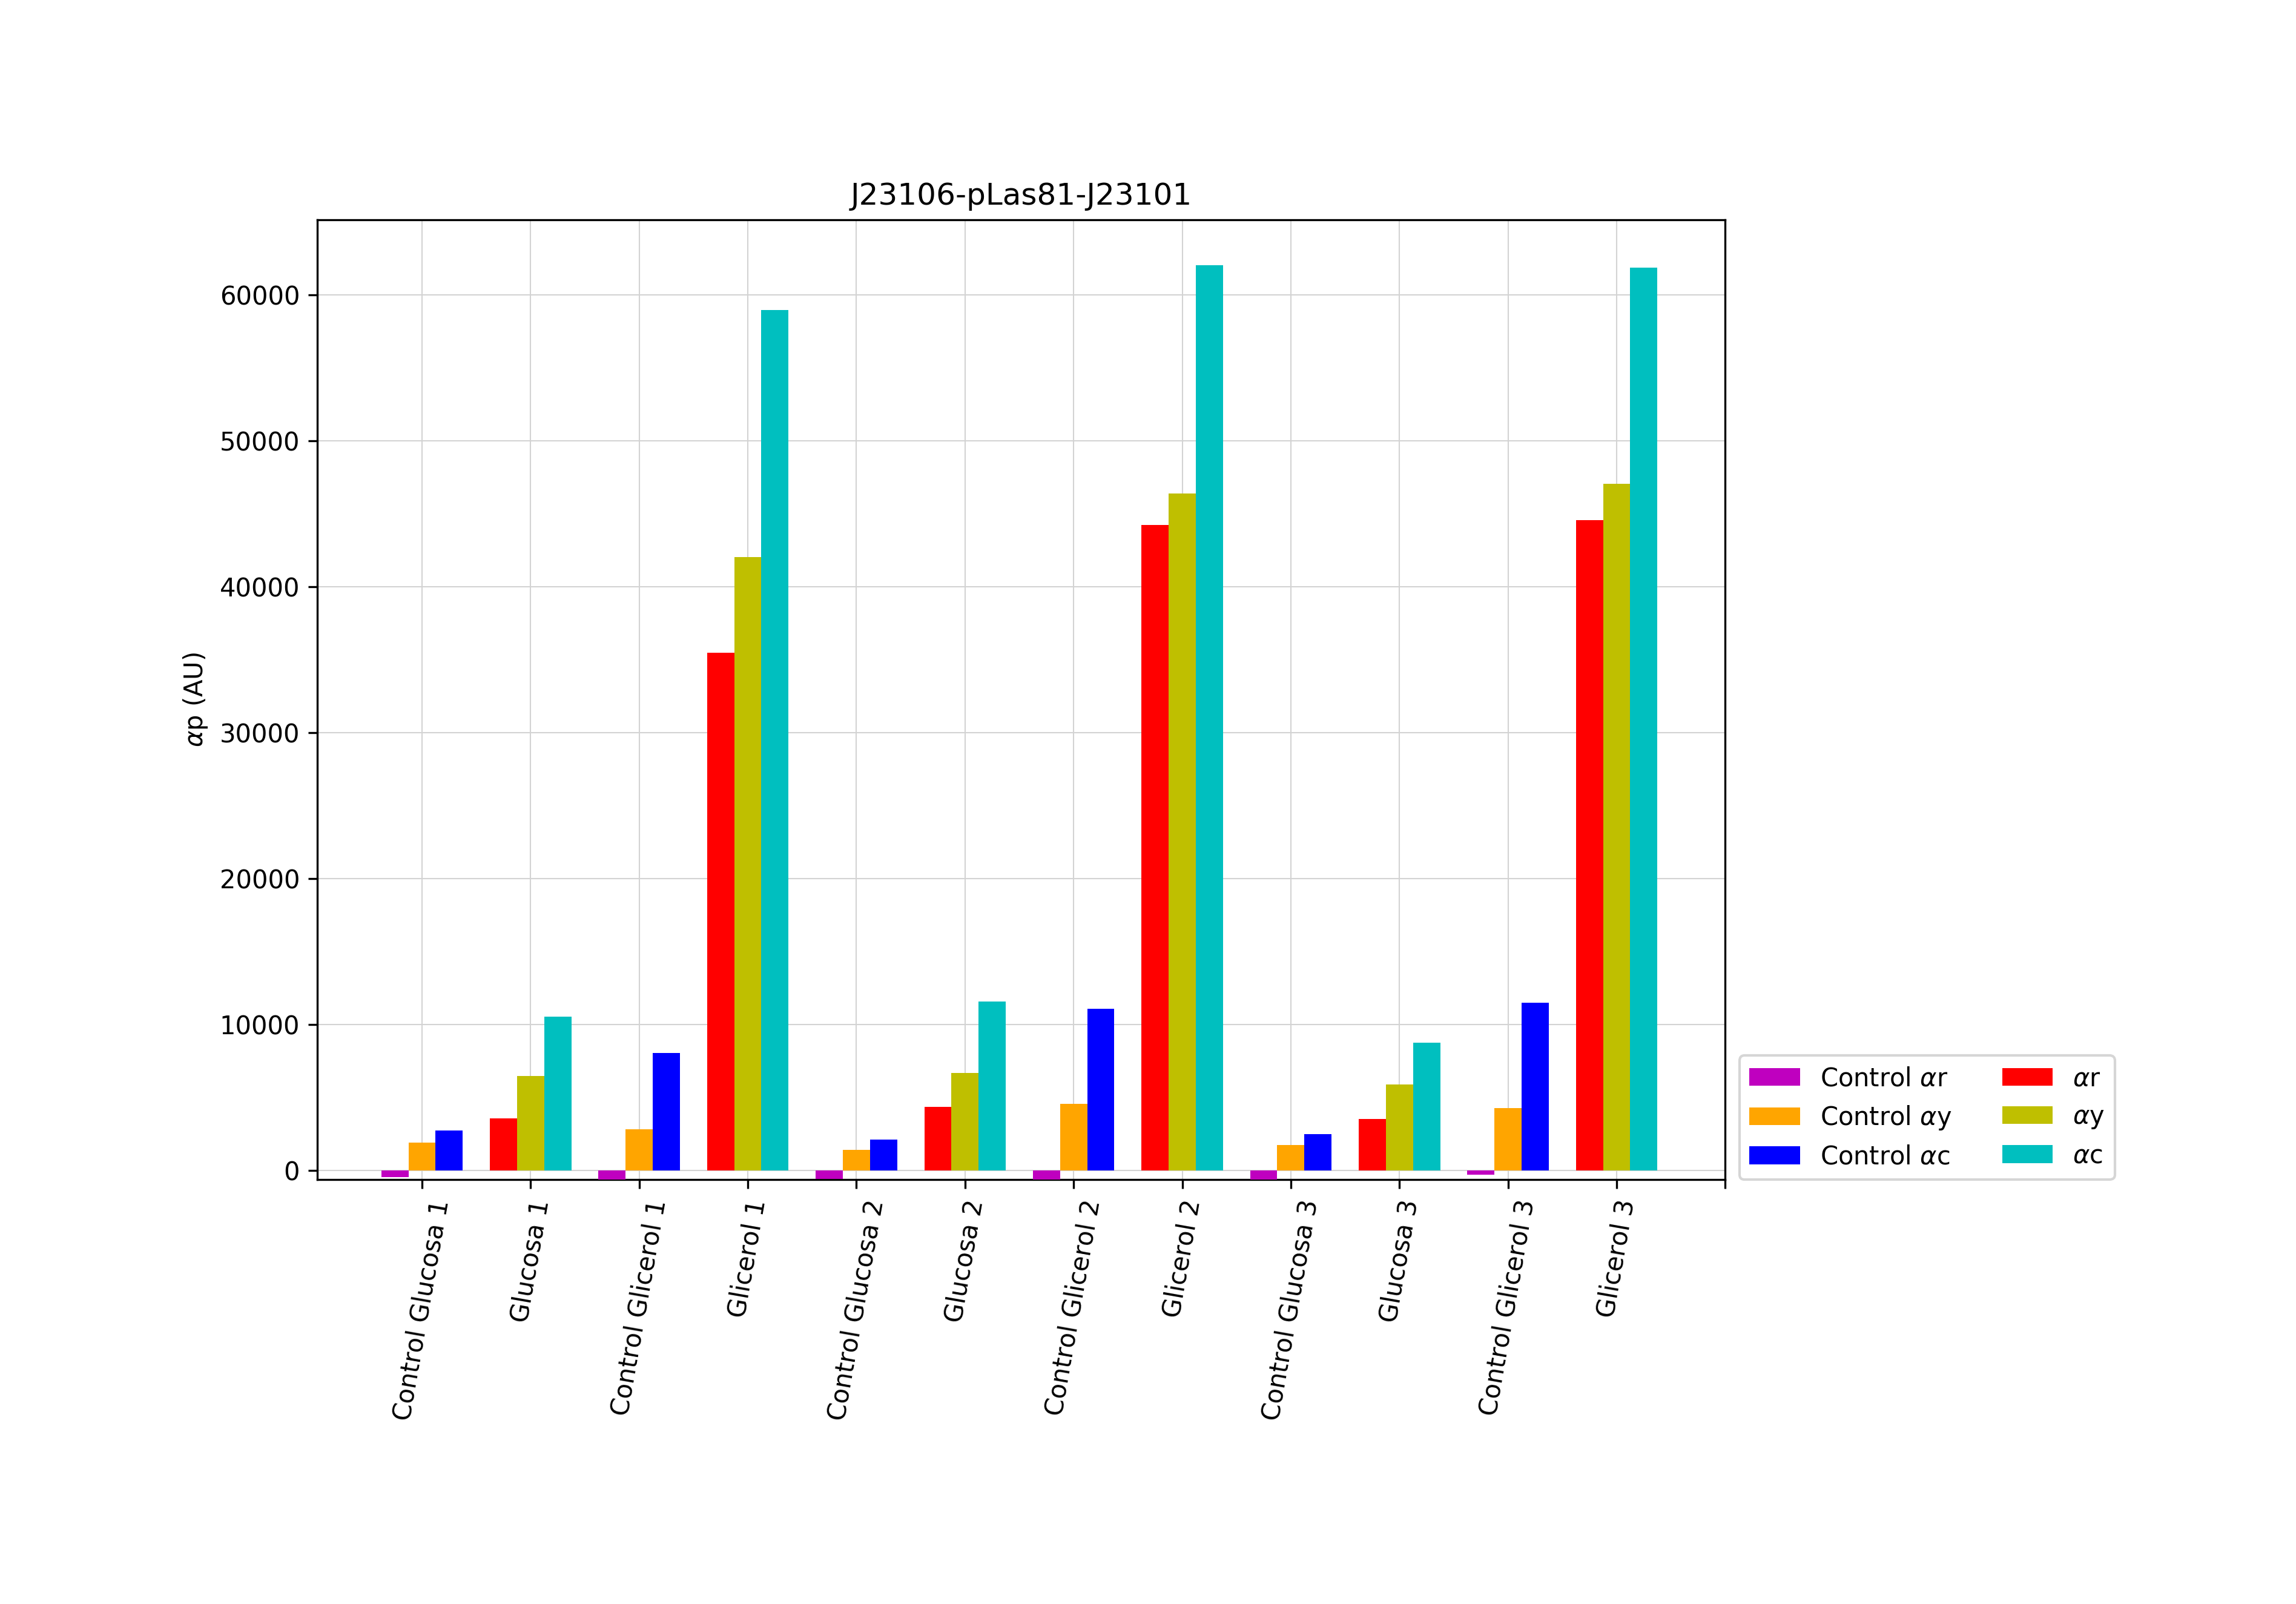 J23106-pLas81-J23101
αp (AU)
60000
50000
40000
30000
20000
10000
0
Control Glucosa 1
Glucosa 1
Control Glicerol 1
Glicerol 1
Control Glucosa 2
Glucosa 2
Control Glicerol 2
Glicerol 2
Control Glucosa 3
Glucosa 3
Control Glicerol 3
Glicerol 3
Control αr
Control αy
Control αc
αr
αy
αc